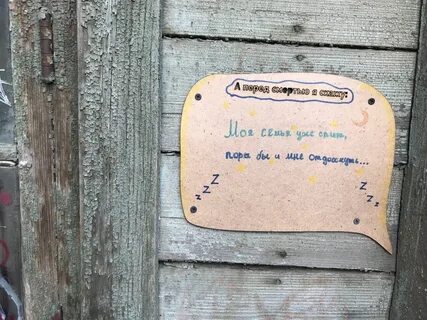 А перед смертью я скажу:
Моя семья уже спит,
пора бы и мне отдохнуть...
z z z
z z z